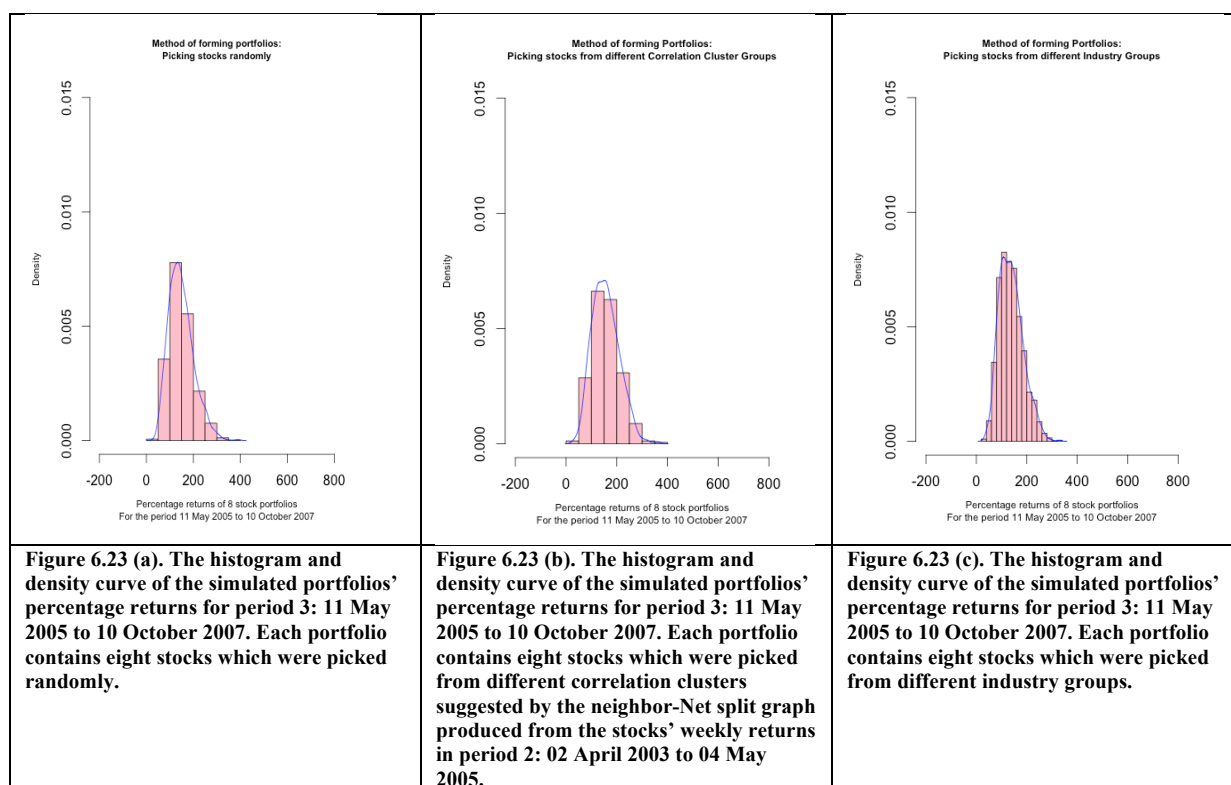 Method of forming portfolios:
Picking stocks randomly
0.015
0.010
0.005
0.000
Density
-200 0 200 400 600 800
Percentage returns of 8 stock portfolios
For the period 11 May 2005 to 10 October 2007
Method of forming Portfolios:
Picking stocks from different Correlation Cluster Groups
0.015
0.010
0.005
0.000
Density
-200 0 200 400 600 800
Percentage returns of 8 stock portfolios
For the period 11 May 2005 to 10 October 2007
Method of forming Portfolios:
Picking stocks from different Industry Groups
0.015
0.010
0.005
0.000
Density
-200 0 200 400 600 800
Percentage returns of 8 stock portfolios
For the period 11 May 2005 to 10 October 2007
Figure 6.23 (a). The histogram and
density curve of the simulated portfolios’
percentage returns for period 3: 11 May
2005 to 10 October 2007. Each portfolio
contains eight stocks which were picked
randomly.
Figure 6.23 (b). The histogram and
density curve of the simulated portfolios’
percentage returns for period 3: 11 May
2005 to 10 October 2007. Each portfolio
contains eight stocks which were picked
from different correlation clusters
suggested by the neighbor-Net split graph
produced from the stocks’ weekly returns
in period 2: 02 April 2003 to 04 May
2005.
Figure 6.23 (c). The histogram and
density curve of the simulated portfolios’
percentage returns for period 3: 11 May
2005 to 10 October 2007. Each portfolio
contains eight stocks which were picked
from different industry groups.